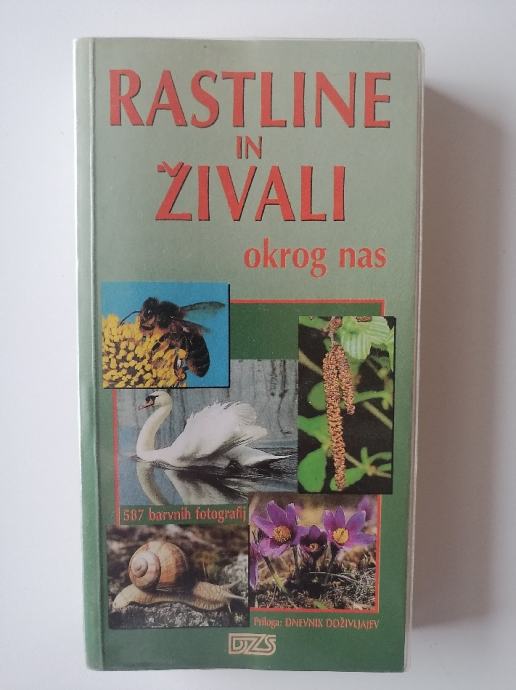 RASTLINE
IN
ŽIVALI
okrog nas
587 barvnih fotografij
Priloga: DNEVNIK DOŽIVLJAJEV
DZS